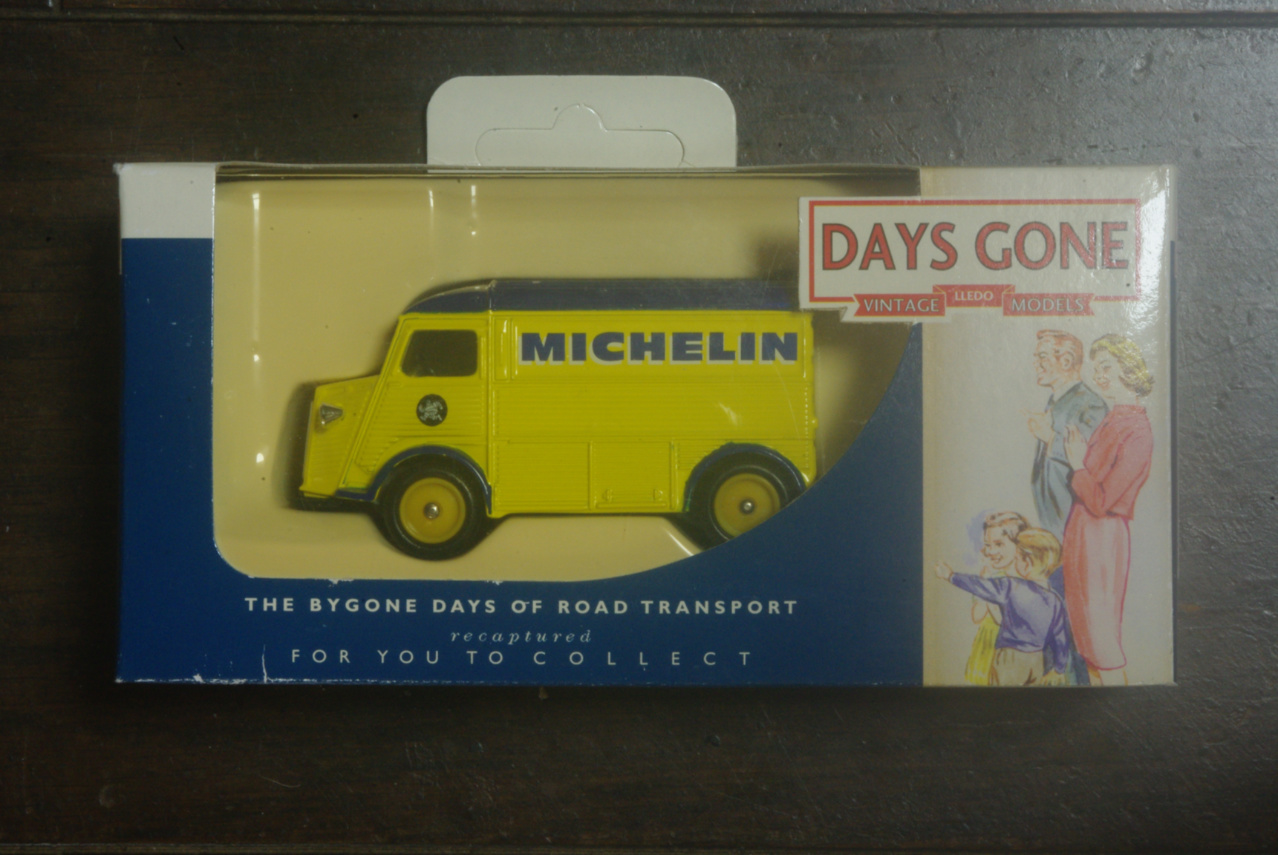 DAYS GONE
VINTAGE LLEDO MODELS
MICHELIN
THE BYGONE DAYS OF ROAD TRANSPORT
recaptured
FOR YOU TO COLLECT